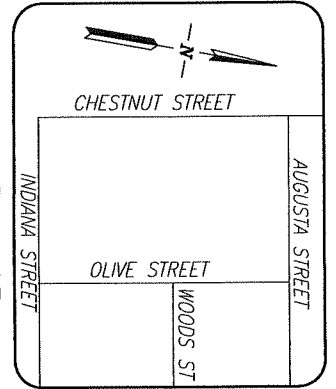 N
CHESTNUT STREET
INDIANA STREET
AUGUSTA STREET
OLIVE STREET
WOODS ST